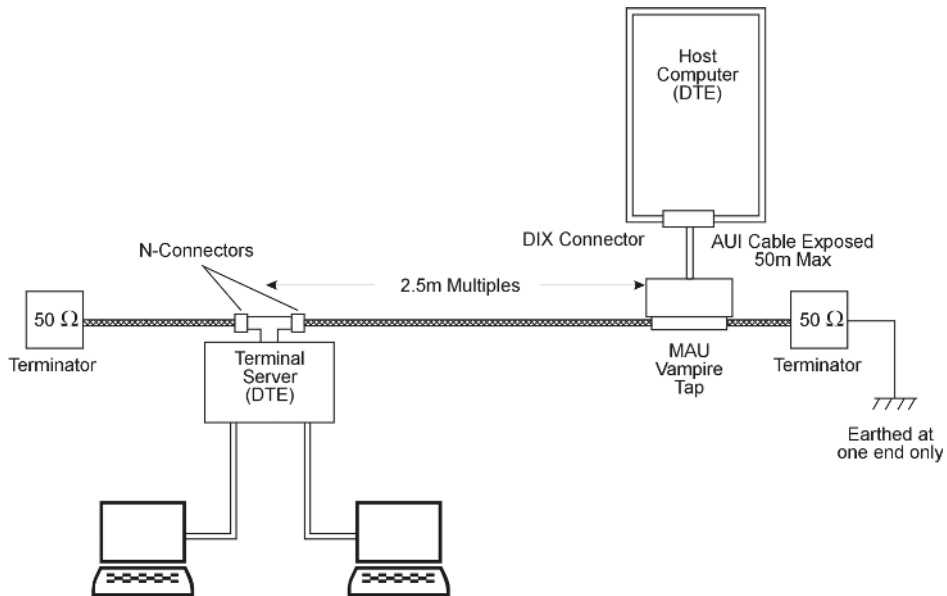 Host
Computer
(DTE)
DIX Connector
AUI Cable Exposed
50m Max
N-Connectors
2.5m Multiples
50 Ω
50 Ω
Terminator
Terminal
Server
(DTE)
MAU
Vampire
Tap
Terminator
Earthed at
one end only